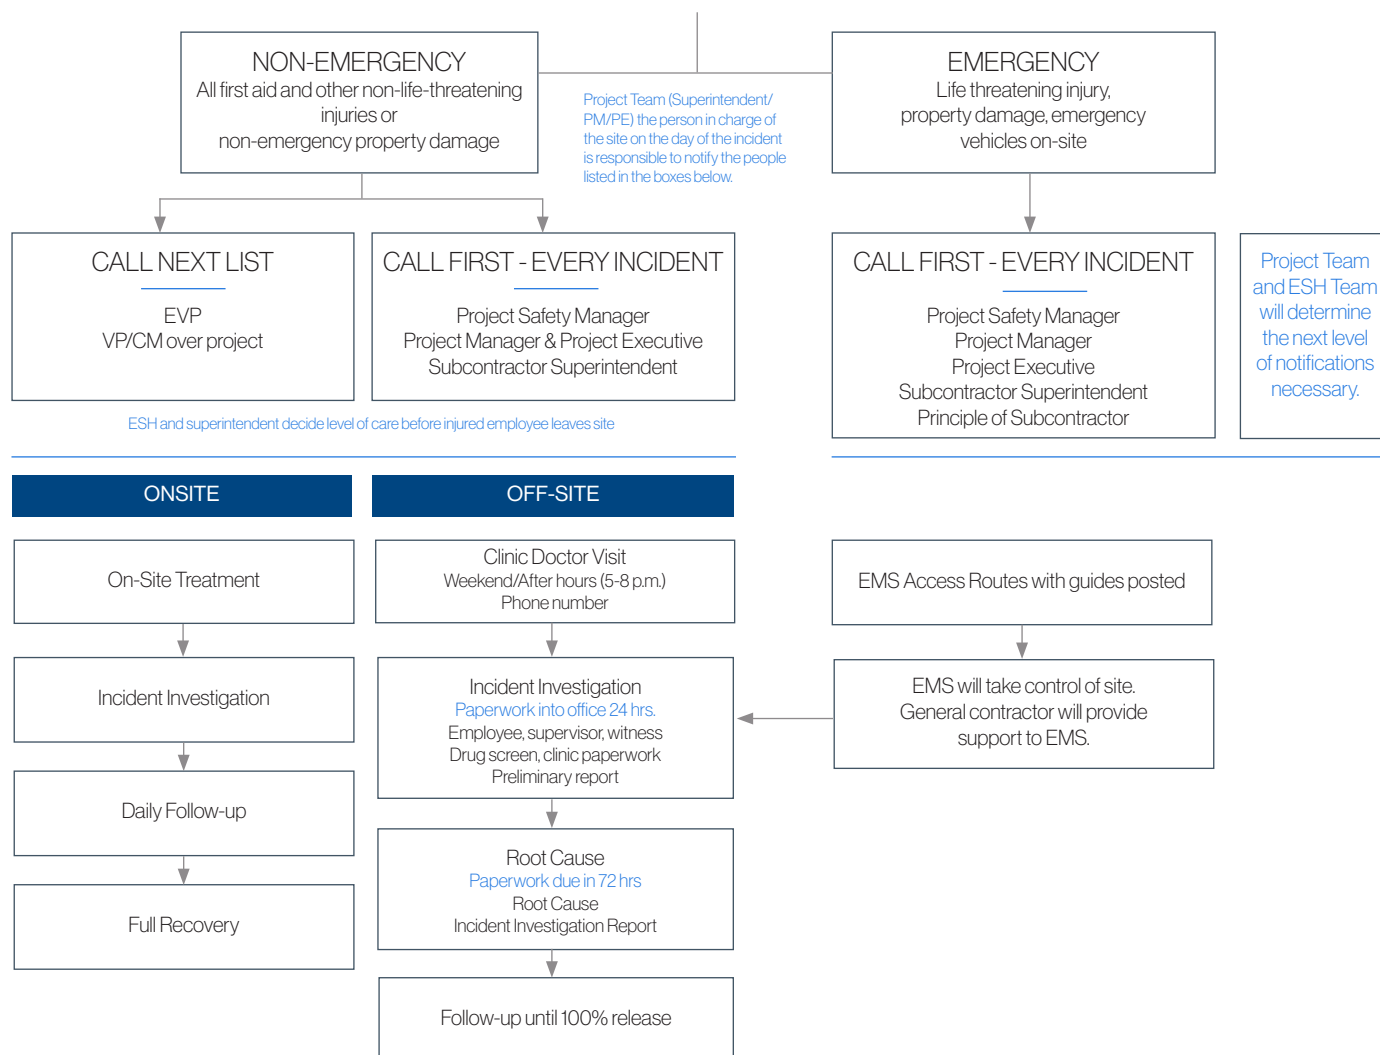 NON-EMERGENCY
All first aid and other non-life-threatening
injuries or
non-emergency property damage
Project Team (Superintendent/
PM/PE) the person in charge of
the site on the day of the incident
is responsible to notify the people
listed in the boxes below.
EMERGENCY
Life threatening injury,
property damage, emergency
vehicles on-site
CALL NEXT LIST
EVP
VP/CM over project
CALL FIRST - EVERY INCIDENT
Project Safety Manager
Project Manager & Project Executive
Subcontractor Superintendent
CALL FIRST - EVERY INCIDENT
Project Safety Manager
Project Manager
Project Executive
Subcontractor Superintendent
Principle of Subcontractor
Project Team
and ESH Team
will determine
the next level
of notifications
necessary.
ESH and superintendent decide level of care before injured employee leaves site
ONSITE
On-Site Treatment
Incident Investigation
Daily Follow-up
Full Recovery
OFF-SITE
Clinic Doctor Visit
Weekend/After hours (5-8 p.m.)
Phone number
Incident Investigation
Paperwork into office 24 hrs.
Employee, supervisor, witness
Drug screen, clinic paperwork
Preliminary report
Root Cause
Paperwork due in 72 hrs
Root Cause
Incident Investigation Report
Follow-up until 100% release
EMS Access Routes with guides posted
EMS will take control of site.
General contractor will provide
support to EMS.